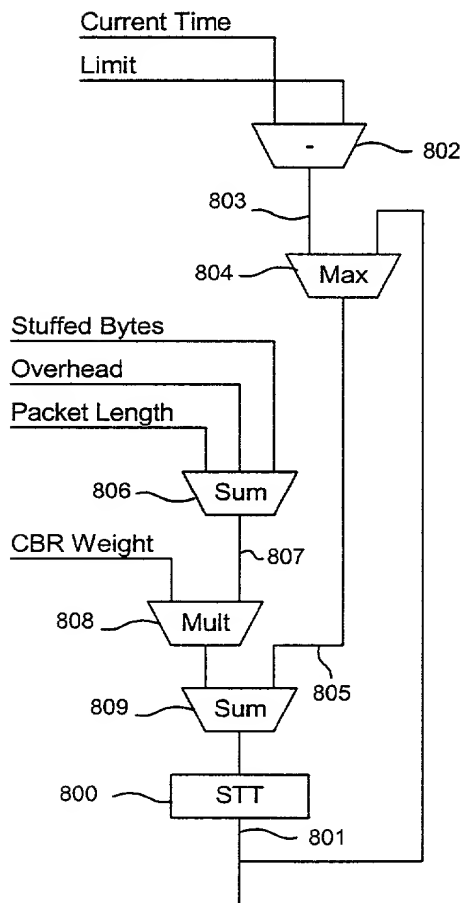 Current Time
Limit
-
802
803
804
Max
Stuffed Bytes
Overhead
Packet Length
806
Sum
CBR Weight
807
808
Mult
809
Sum
805
800
STT
801